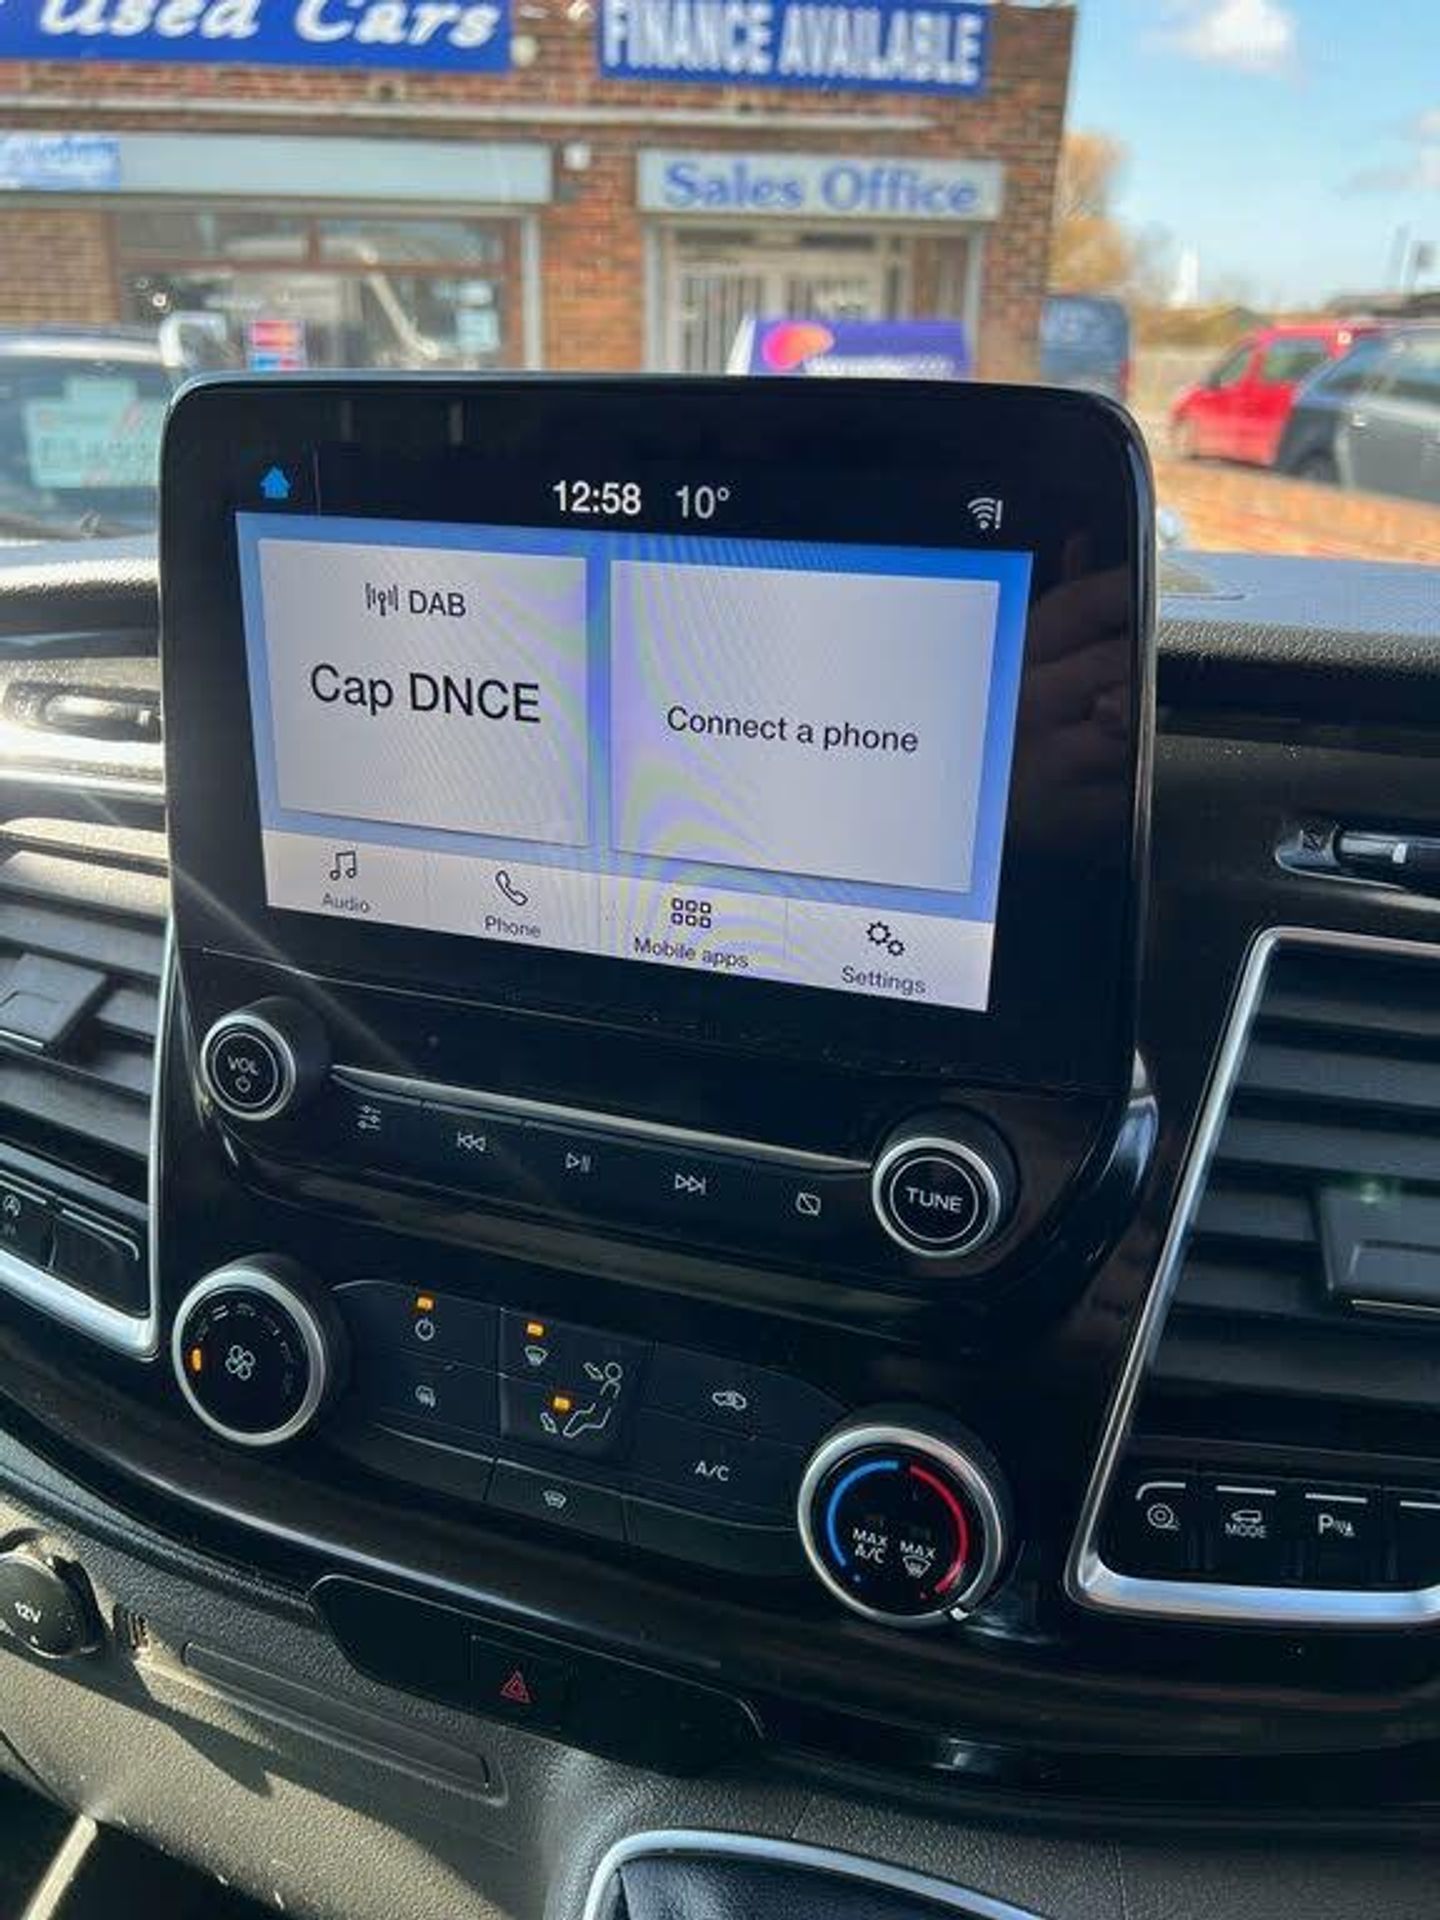 Used Cars
FINANCE AVAILABLE
Sales Office
12:58 10°
DAB
Cap DNCE
Connect a phone
Audio
Phone
Mobile apps
Settings
VOL
TUNE
A/C
MAX
A/C
MAX
MODE
P
12V